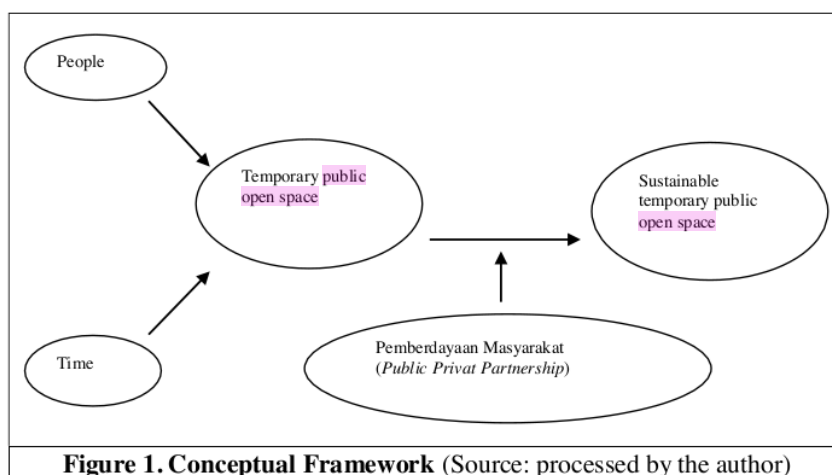 People
Temporary public
open space
Sustainable
temporary public
open space
Time
Pemberdayaan Masyarakat
(Public Privat Partnership)
Figure 1. Conceptual Framework (Source: processed by the author)